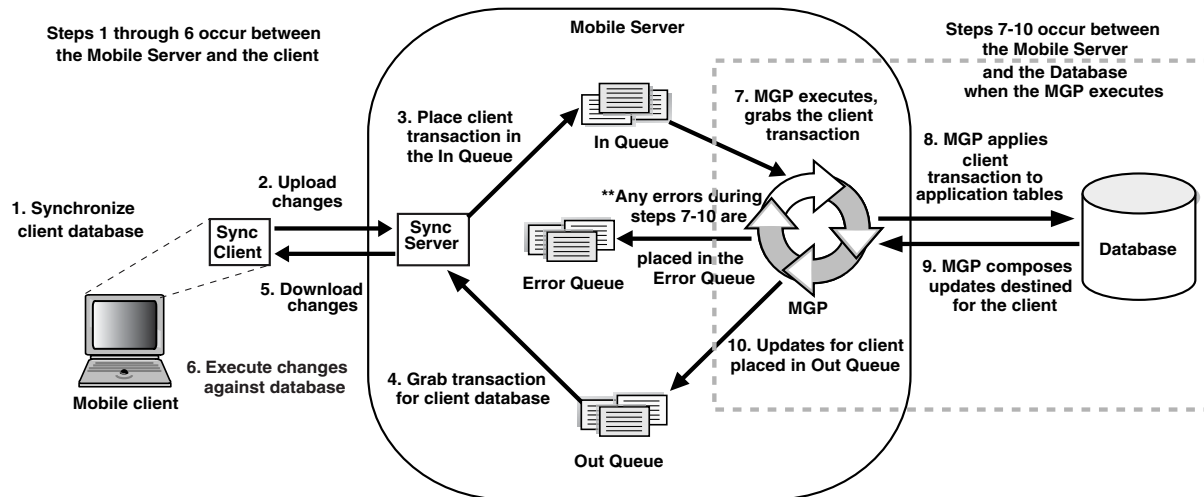 Steps 1 through 6 occur between
the Mobile Server and the client
Mobile Server
Steps 7-10 occur between
the Mobile Server
and the Database
when the MGP executes
3. Place client
transaction in
the In Queue
In Queue
7. MGP executes,
grabs the client
transaction
8. MGP applies
client
transaction to
application tables
1. Synchronize
client database
2. Upload
changes
Sync
Client
Sync
Server
**Any errors during
steps 7-10 are
placed in the
Error Queue
Error Queue
MGP
Database
9. MGP composes
updates destined
for the client
5. Download
changes
6. Execute changes
against database
Mobile client
4. Grab transaction
for client database
10. Updates for client
placed in Out Queue
Out Queue